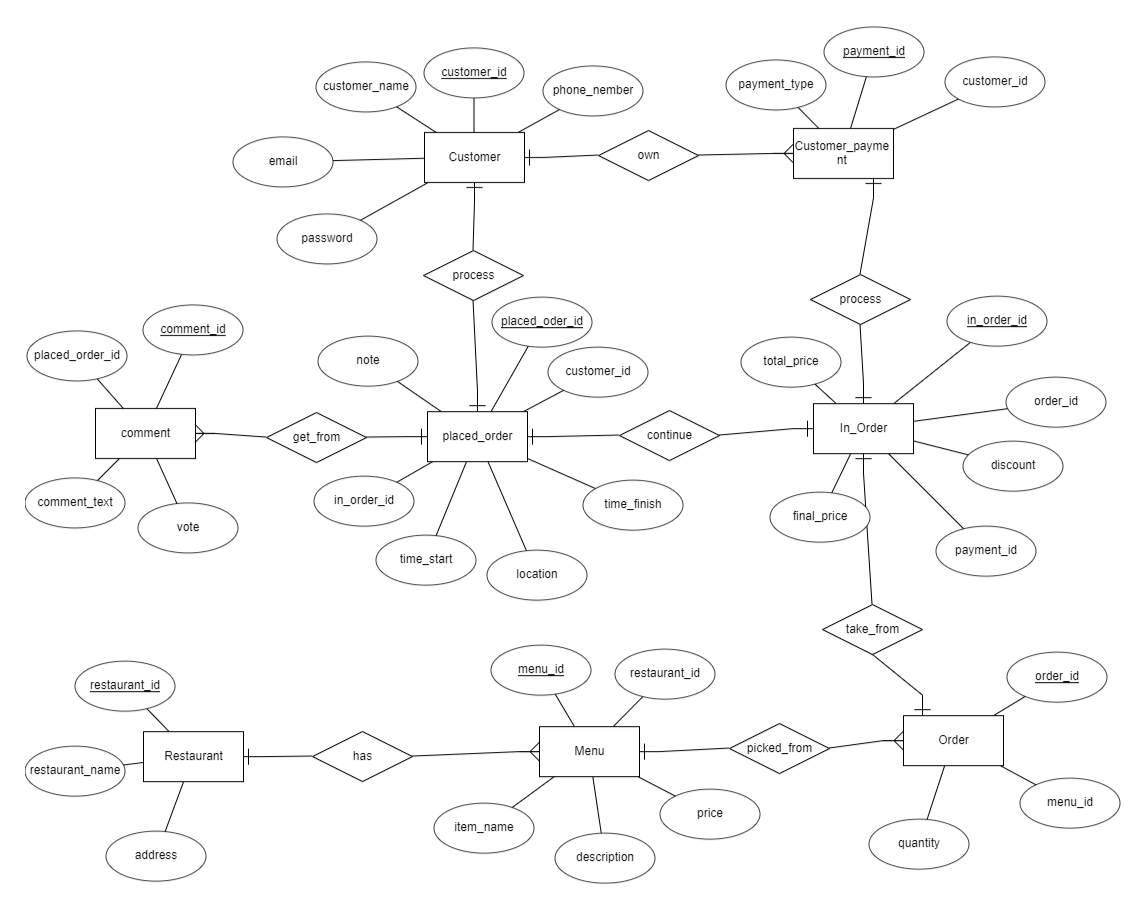 payment_id
customer_id
customer_name
phone_nember
payment_type
customer_id
Customer
own
Customer_payme
nt
email
password
process
process
placed_oder_id
in_order_id
comment_id
placed_order_id
note
customer_id
total_price
order_id
comment
get_from
placed_order
continue
In_Order
discount
comment_text
vote
in_order_id
time_finish
final_price
payment_id
time_start
location
take_from
restaurant_id
menu_id
restaurant_id
order_id
Restaurant
has
Menu
picked_from
Order
restaurant_name
address
item_name
description
price
quantity
menu_id